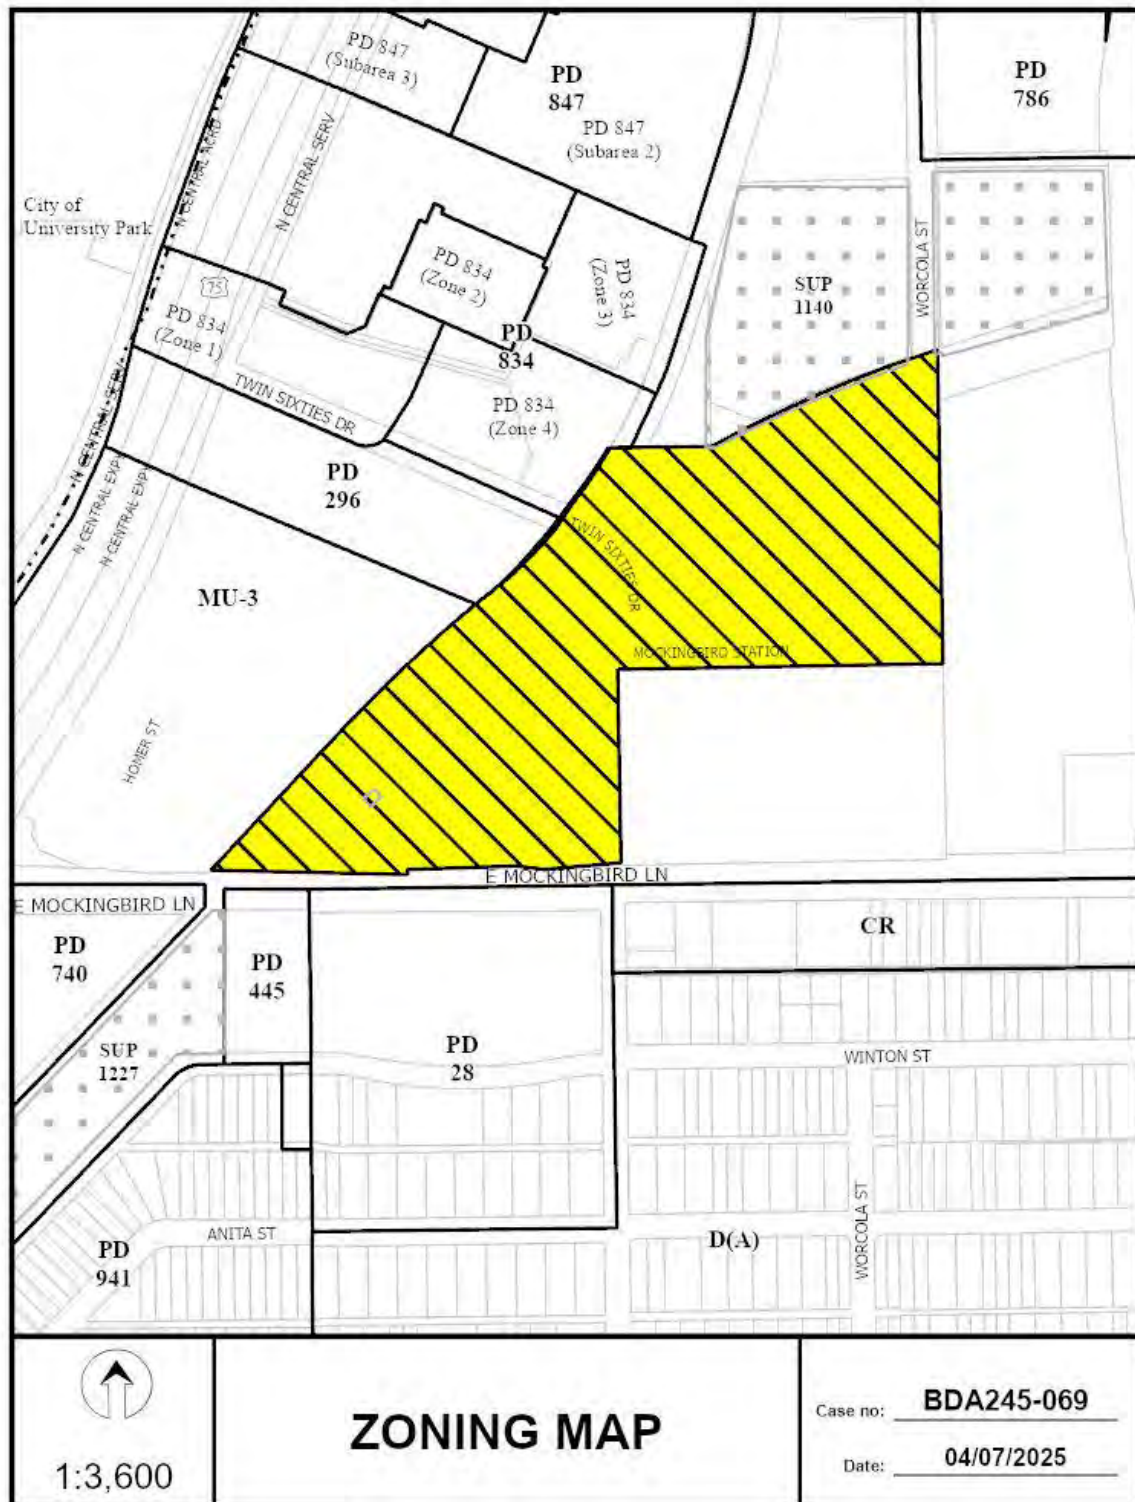 PD 847
(Subarea 3)
PD
847
PD 847
(Subarea 2)
PD
786
N CENTRAL ACRD
N CENTRAL SERV
City of
University Park
75
PD 834
(Zone 1)
PD 834
(Zone 2)
PD 834
(Zone 3)
PD
834
PD 834
(Zone 4)
SUP
1140
WORCOLA ST
TWIN SIXTIES DR
N CENTRAL SERV
N CENTRAL EXPY
N CENTRAL EXPY
PD
296
MU-3
TWIN SIXTIES DR
MOCKINGBIRD STATION
HOMER ST
E MOCKINGBIRD LN
E MOCKINGBIRD LN
PD
740
PD
445
CR
SUP
1227
PD
28
WINTON ST
ANITA ST
WORCOLA ST
D(A)
PD
941
1:3,600
ZONING MAP
Case no: BDA245-069
Date: 04/07/2025